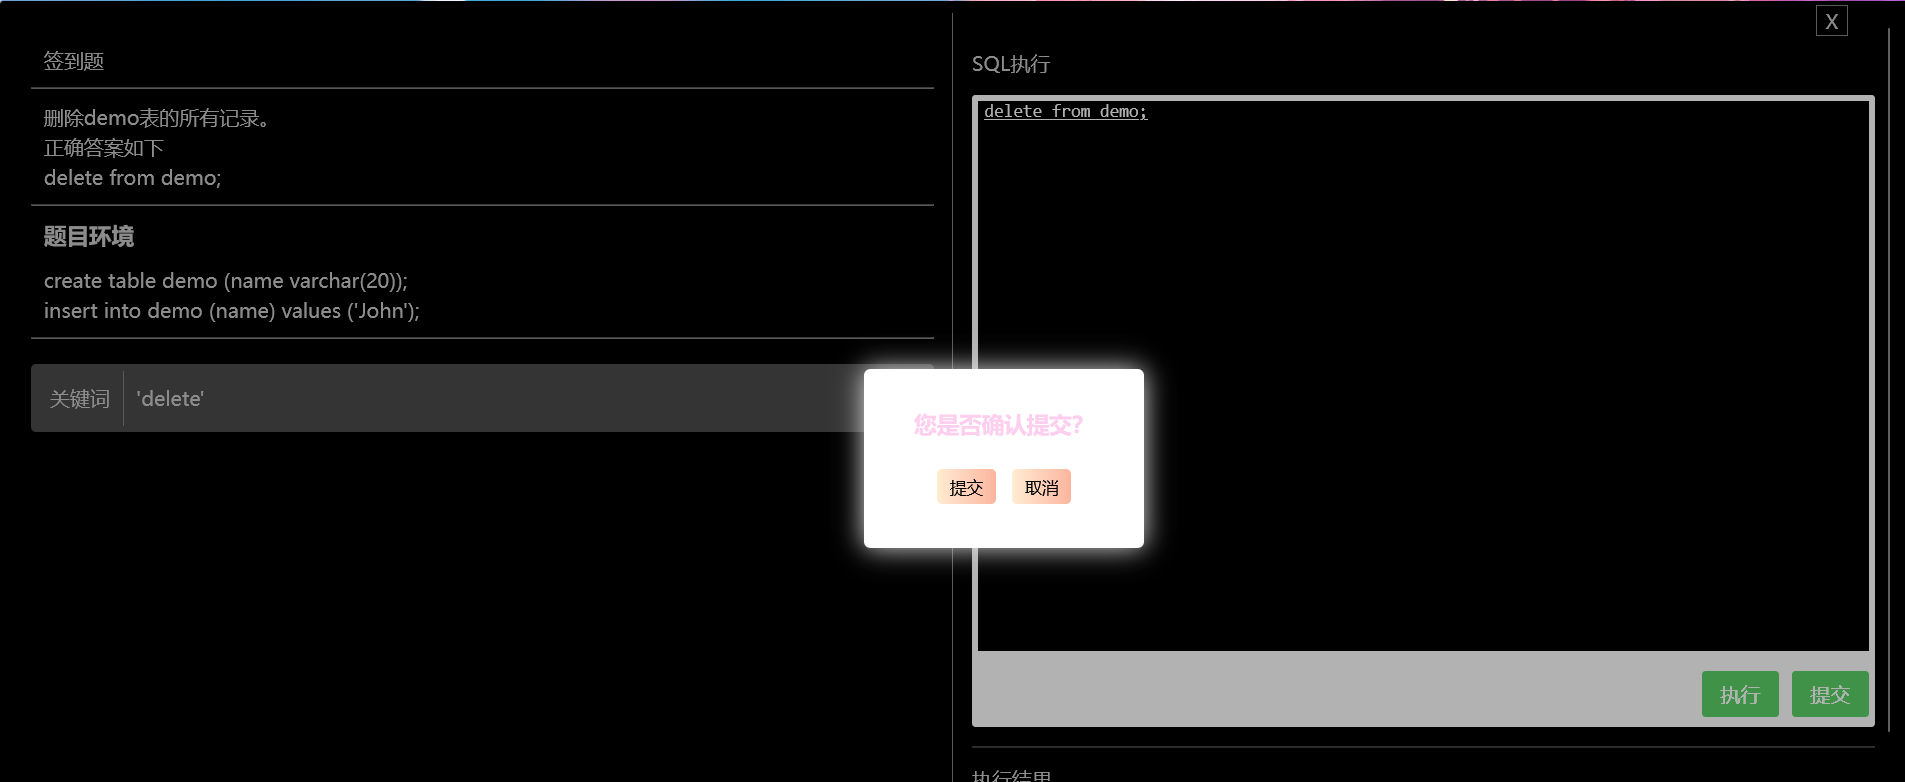 签到题
删除demo表的所有记录。
正确答案如下
delete from demo;
题目环境
create table demo (name varchar(20));
insert into demo (name) values ('John');
关键词
'delete'
X
SQL执行
delete from demo;
您是否确认提交?
提交
取消
执行
提交
执行结果